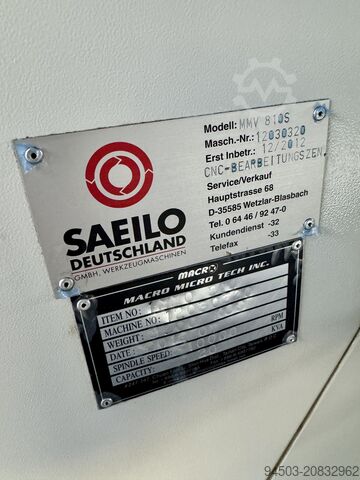 Modell: MMV 810S
Masch.-Nr.: 12030320
Erst Inbetr.: 12/2012
CNC-BEARBEITUNGSZEN.
Service/Verkauf
Hauptstrasse 68
D-35585 Wetzlar-Blasbach
Tel. 0 64 46 / 92 47-0
Kundendienst -32
Telefax -33
SAEILO
DEUTSCHLAND
GMBH, WERKZEUGMASCHINEN
MACRO
MACRO MICRO TECH INC.
ITEM NO:
MACHINE NO:
WEIGHT:
DATE:
SPINDLE SPEED: RPM
CAPACITY: KVA
94503-20832962